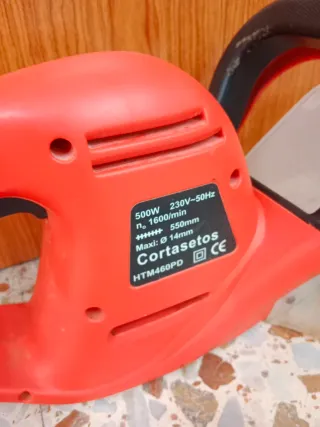 500W 230V~50Hz
n₀ 1600/min
550mm
Maxi: Ø 14mm
Cortasetos
HTM460PD CE